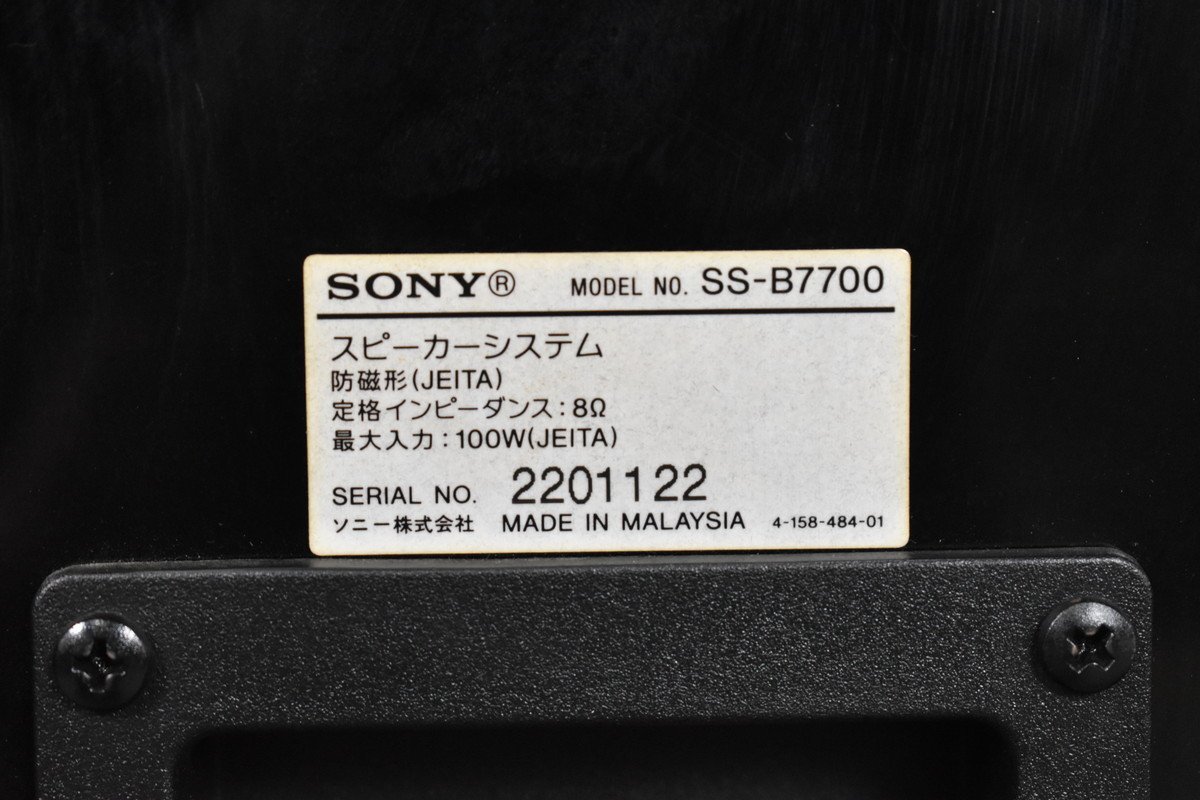 SONY® MODEL NO. SS-B7700
スピーカーシステム
防磁形(JEITA)
定格インピーダンス:8Ω
最大入力:100W(JEITA)
SERIAL NO. 2201122
ソニー株式会社 MADE IN MALAYSIA 4-158-484-01